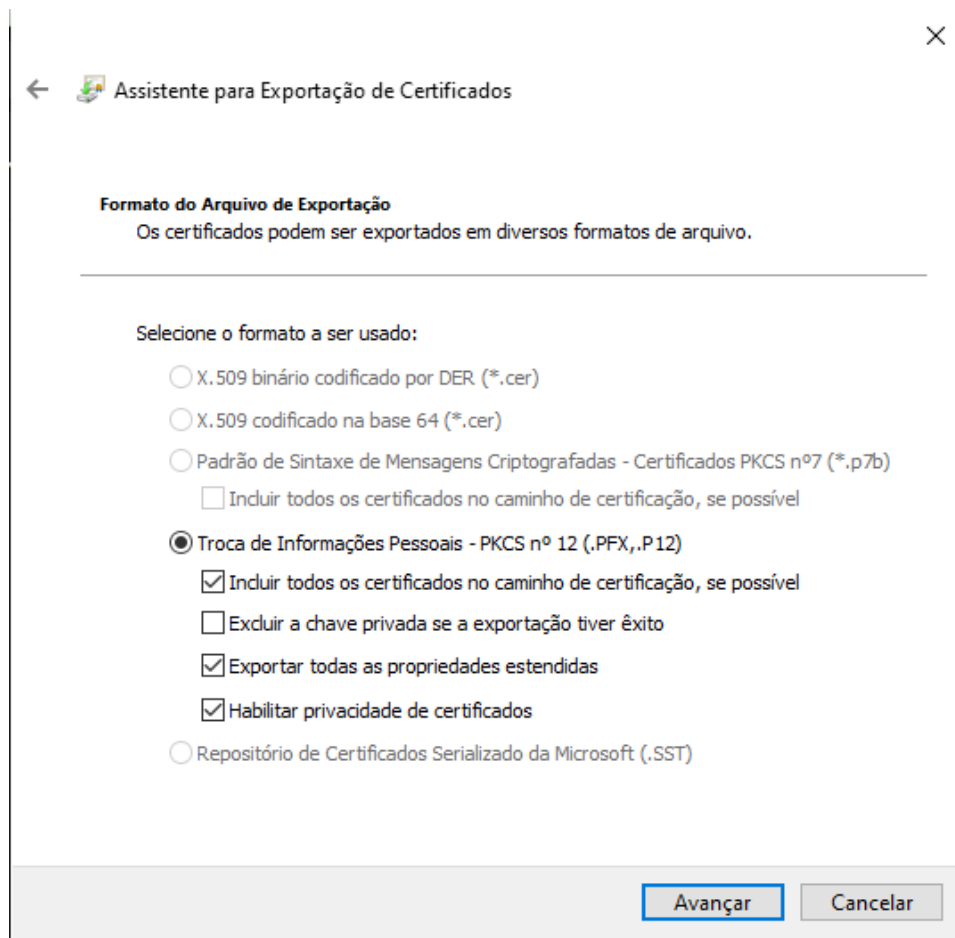 Assistente para Exportação de Certificados
Formato do Arquivo de Exportação
Os certificados podem ser exportados em diversos formatos de arquivo.
Selecione o formato a ser usado:
X.509 binário codificado por DER (*.cer)
X.509 codificado na base 64 (*.cer)
Padrão de Sintaxe de Mensagens Criptografadas - Certificados PKCS nº7 (*.p7b)
Incluir todos os certificados no caminho de certificação, se possível
Troca de Informações Pessoais - PKCS nº 12 (.PFX,.P12)
Incluir todos os certificados no caminho de certificação, se possível
Excluir a chave privada se a exportação tiver êxito
Exportar todas as propriedades estendidas
Habilitar privacidade de certificados
Repositório de Certificados Serializado da Microsoft (.SST)
Avançar
Cancelar